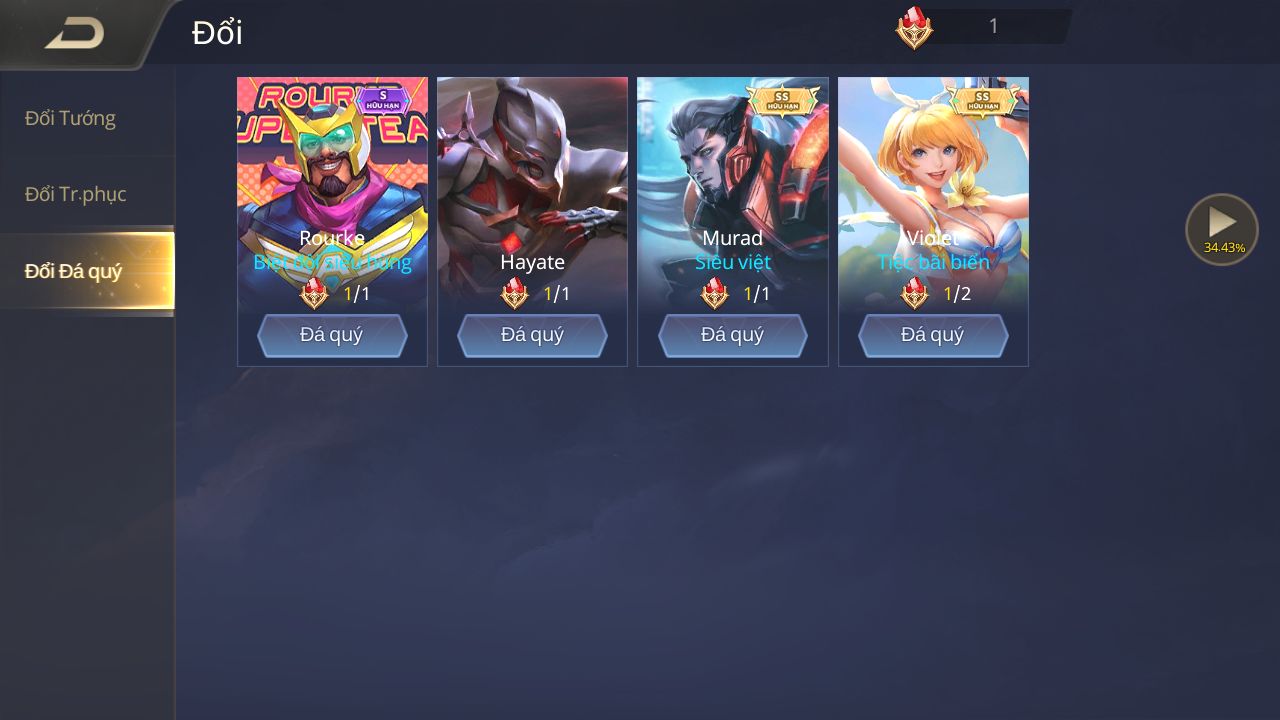 Đổi
1
Đổi Tướng
Đổi Tr.phục
Đổi Đá quý
S
HỮU HẠN
Rourke
Biệt đội siêu hùng
1/1
Đá quý
Hayate
1/1
Đá quý
SS
HỮU HẠN
Murad
Siêu việt
1/1
Đá quý
SS
HỮU HẠN
Violet
Tiệc bãi biển
1/2
Đá quý
34.43%